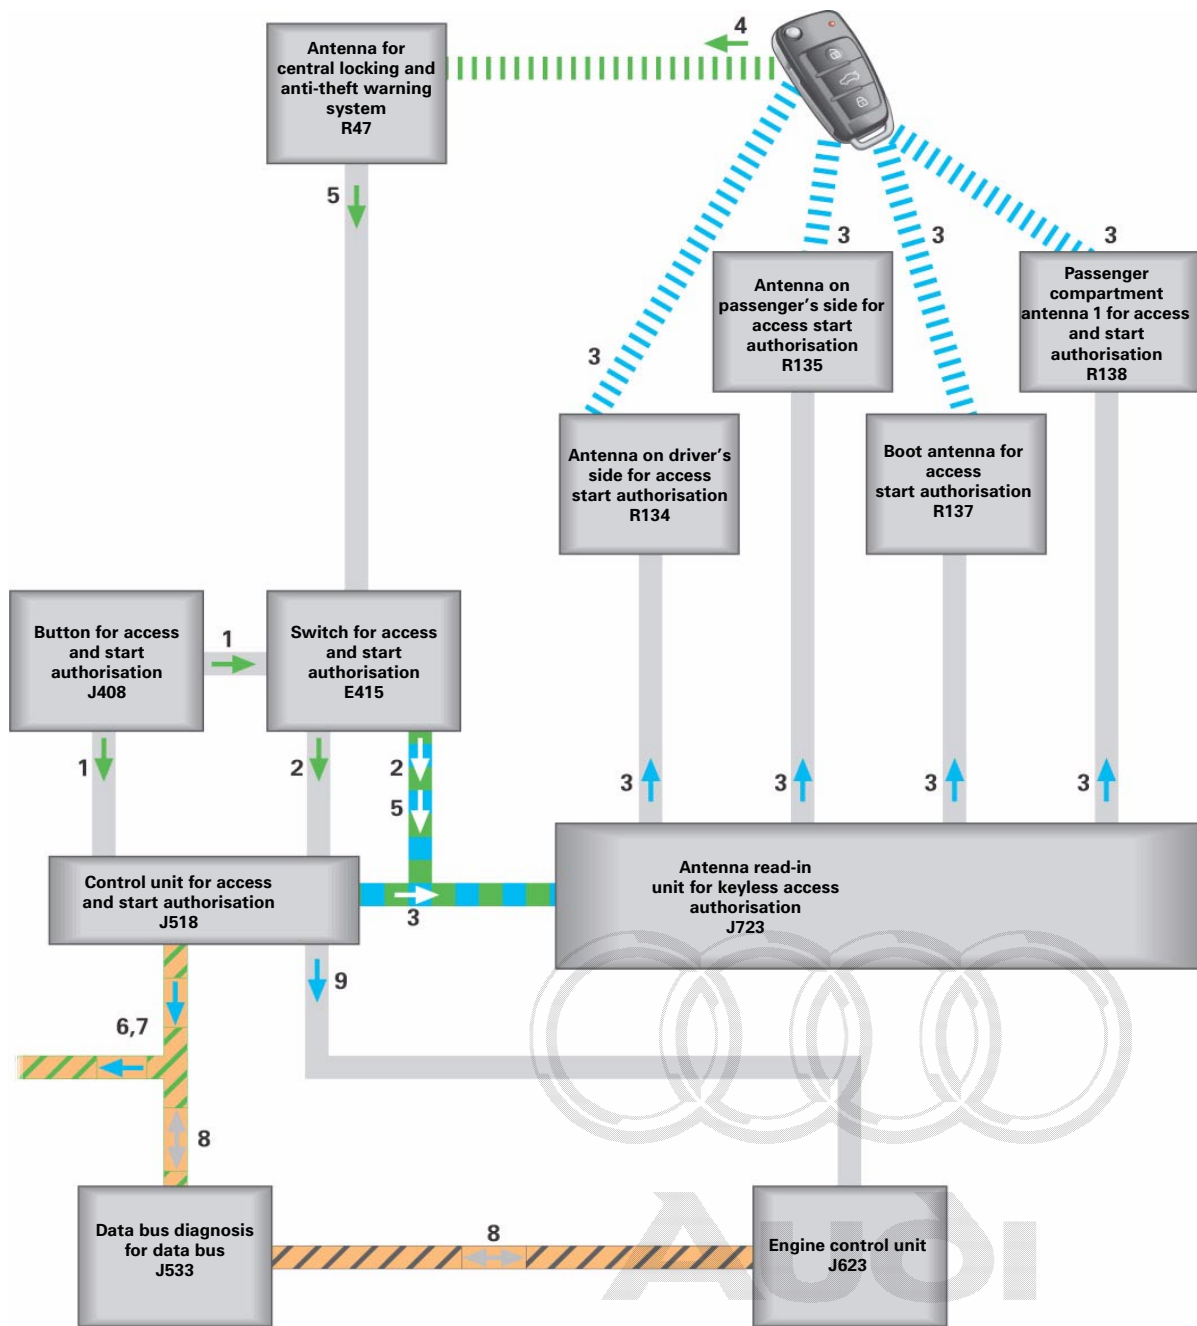 4
Antenna for
central locking and
anti-theft warning
system
R47
5
3
3
3
3
Antenna on
passenger's side for
access start
authorisation
R135
Passenger
compartment
antenna 1 for access
and start
authorisation
R138
Antenna on driver's
side for access
start authorisation
R134
Boot antenna for
access
start authorisation
R137
Button for access
and start
authorisation
J408
1
Switch for access
and start
authorisation
E415
1
2
2
5
3
3
3
3
Control unit for access
and start authorisation
J518
3
Antenna read-in
unit for keyless access
authorisation
J723
9
6,7
8
Data bus diagnosis
for data bus
J533
8
Engine control unit
J623
Audi